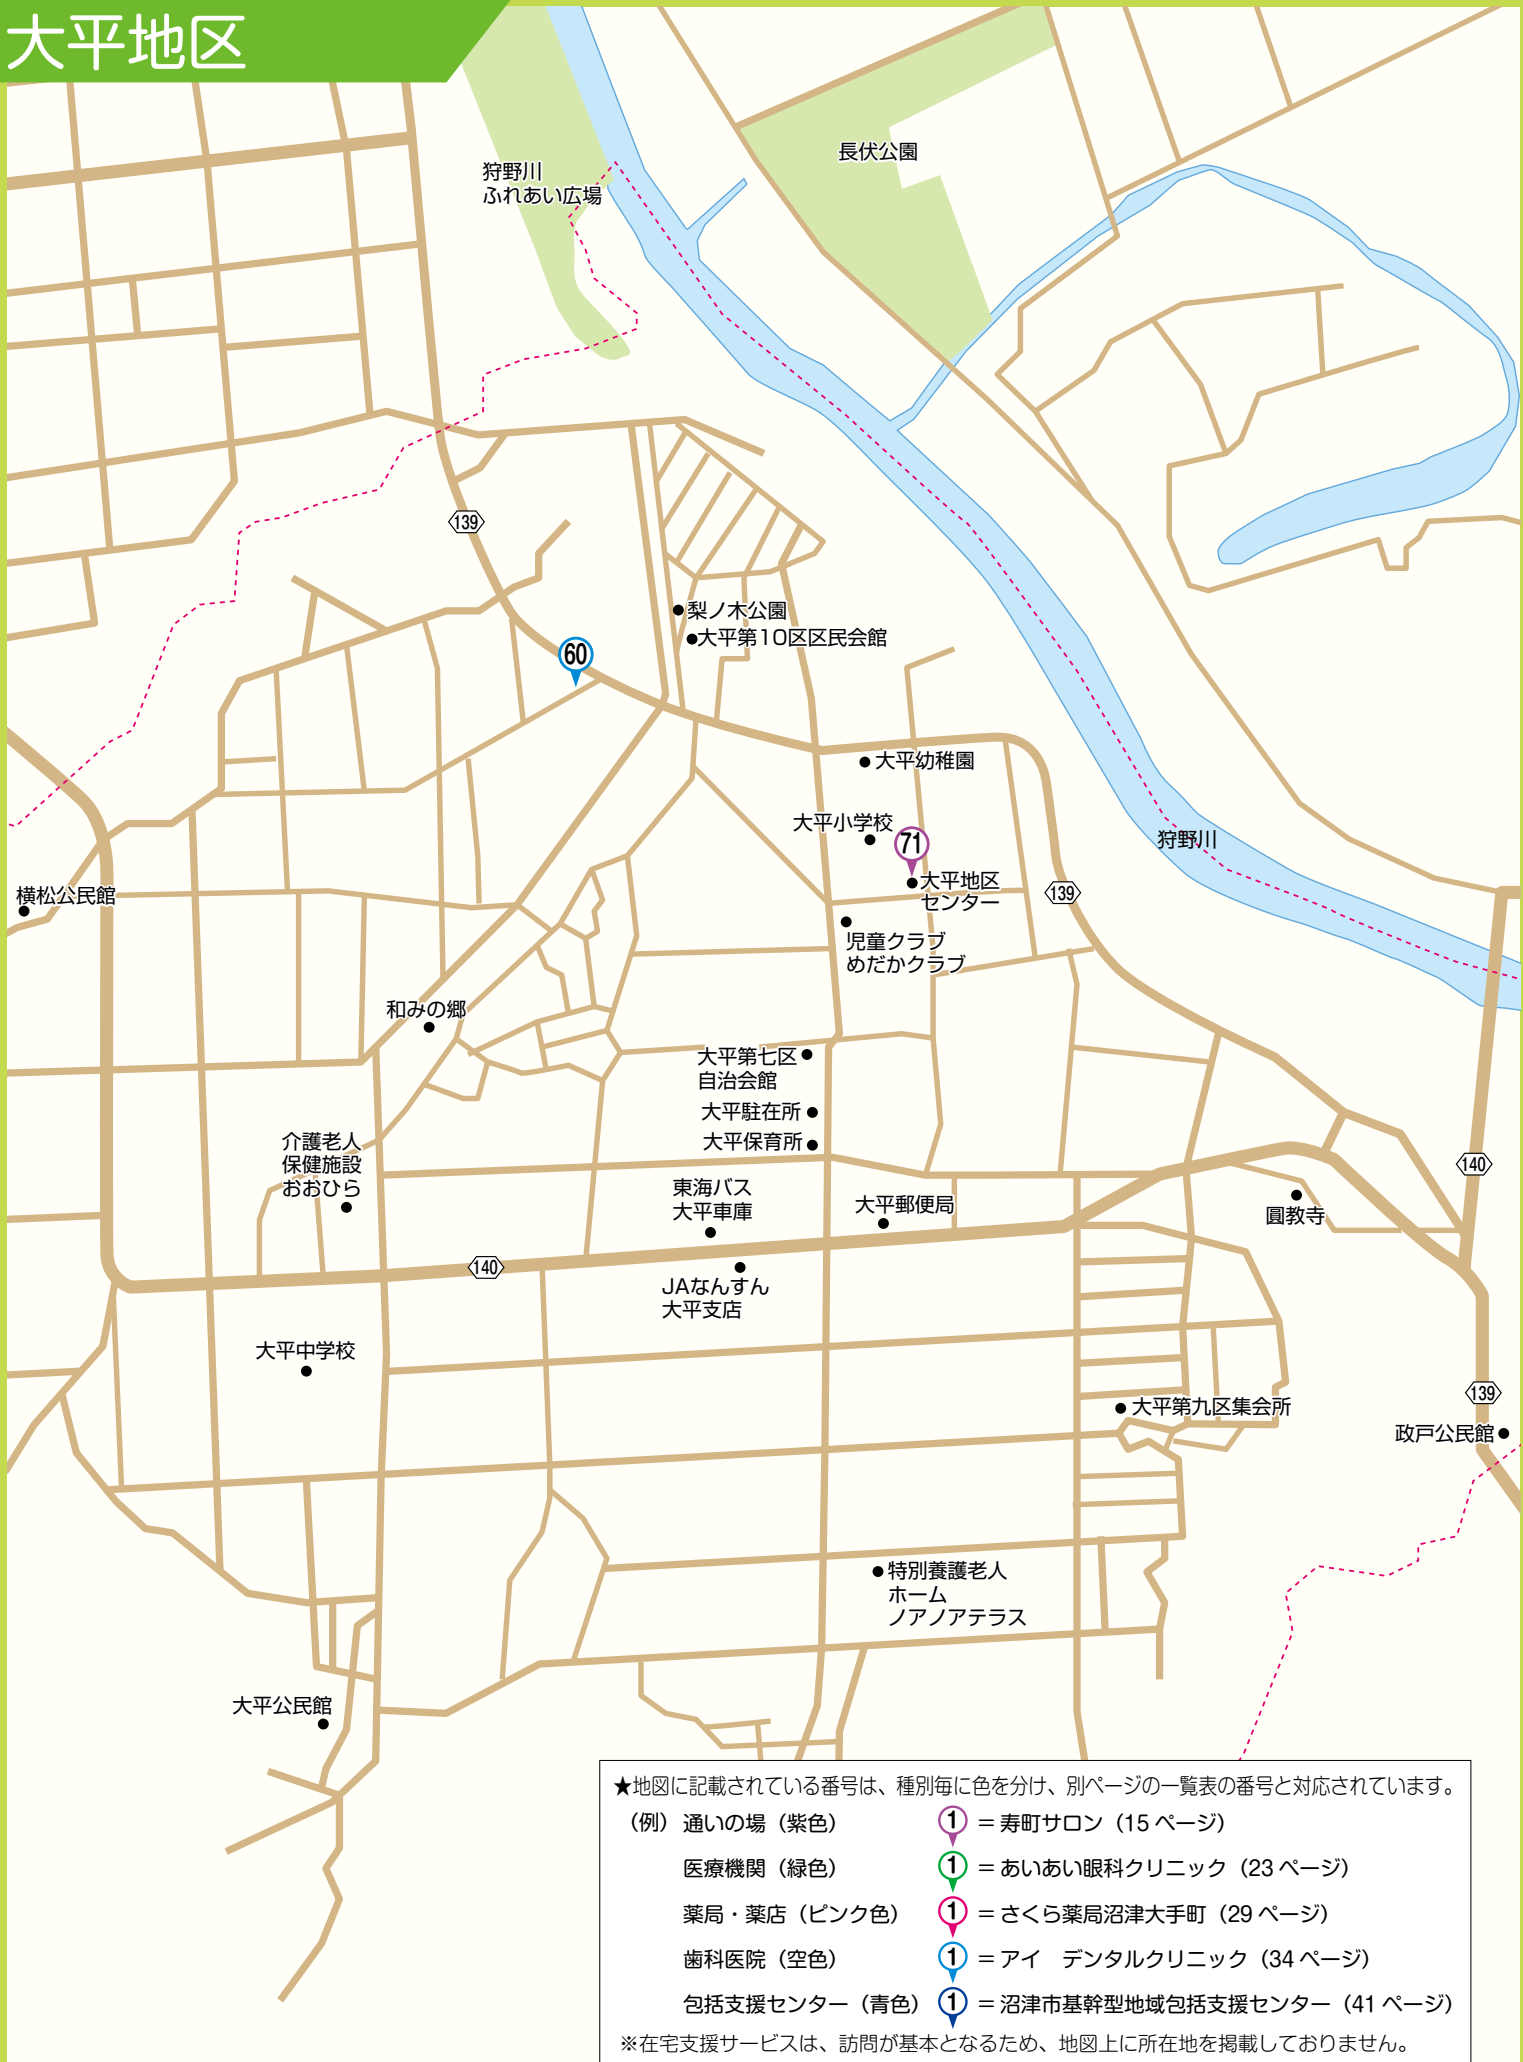 大平地区
長伏公園
狩野川
ふれあい広場
139
梨ノ木公園
大平第10区区民会館
60
大平幼稚園
大平小学校
71
狩野川
大平地区
センター
139
横松公民館
児童クラブ
めだかクラブ
和みの郷
大平第七区
自治会館
大平駐在所
大平保育所
介護老人
保健施設
おおひら
140
東海バス
大平車庫
大平郵便局
圓教寺
140
JAなんすん
大平支店
大平中学校
139
大平第九区集会所
政戸公民館
特別養護老人
ホーム
ノアノアテラス
大平公民館
★地図に記載されている番号は、種別毎に色を分け、別ページの一覧表の番号と対応されています。
（例）通いの場（紫色） 1 ＝寿町サロン（15 ページ）
医療機関（緑色） 1 ＝あいあい眼科クリニック（23 ページ）
薬局・薬店（ピンク色） 1 ＝さくら薬局沼津大手町（29 ページ）
歯科医院（空色） 1 ＝アイ　デンタルクリニック（34 ページ）
包括支援センター（青色） 1 ＝沼津市基幹型地域包括支援センター（41 ページ）
※在宅支援サービスは、訪問が基本となるため、地図上に所在地を掲載しておりません。